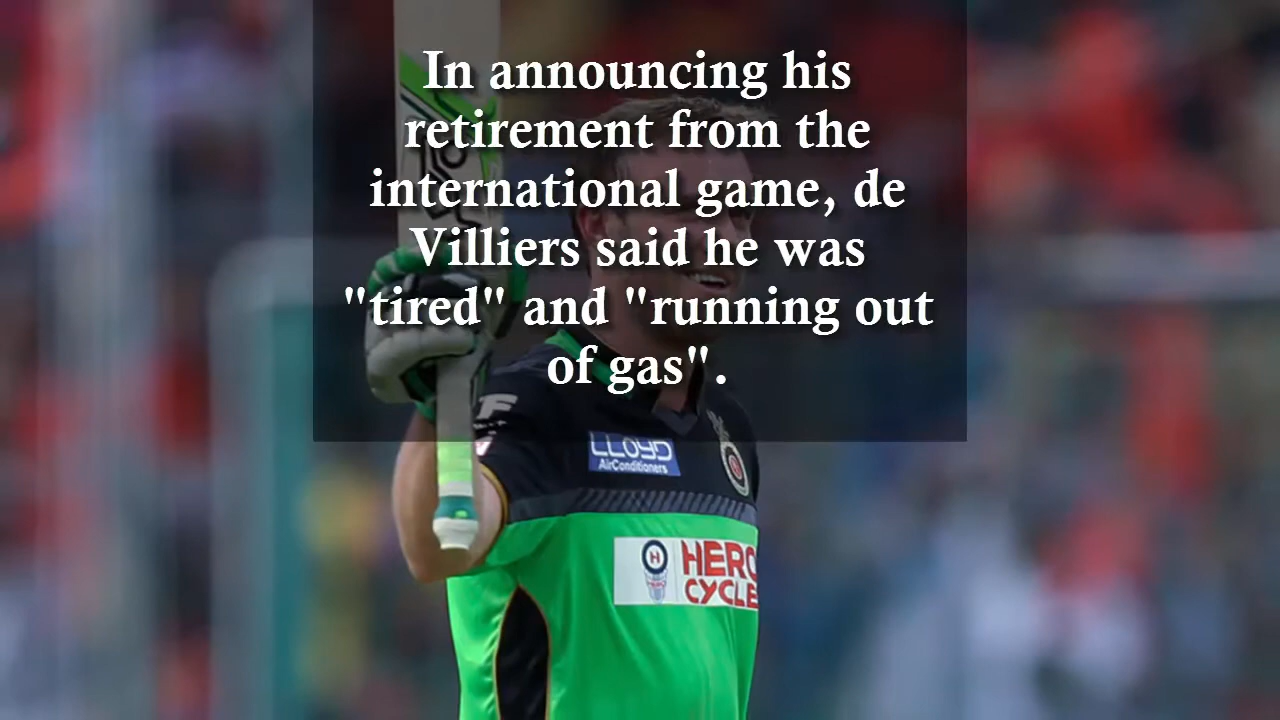 In announcing his
retirement from the
international game, de
Villiers said he was
"tired" and "running out
of gas".
LLOYD
AirConditioners
H
HERO
CYCLE